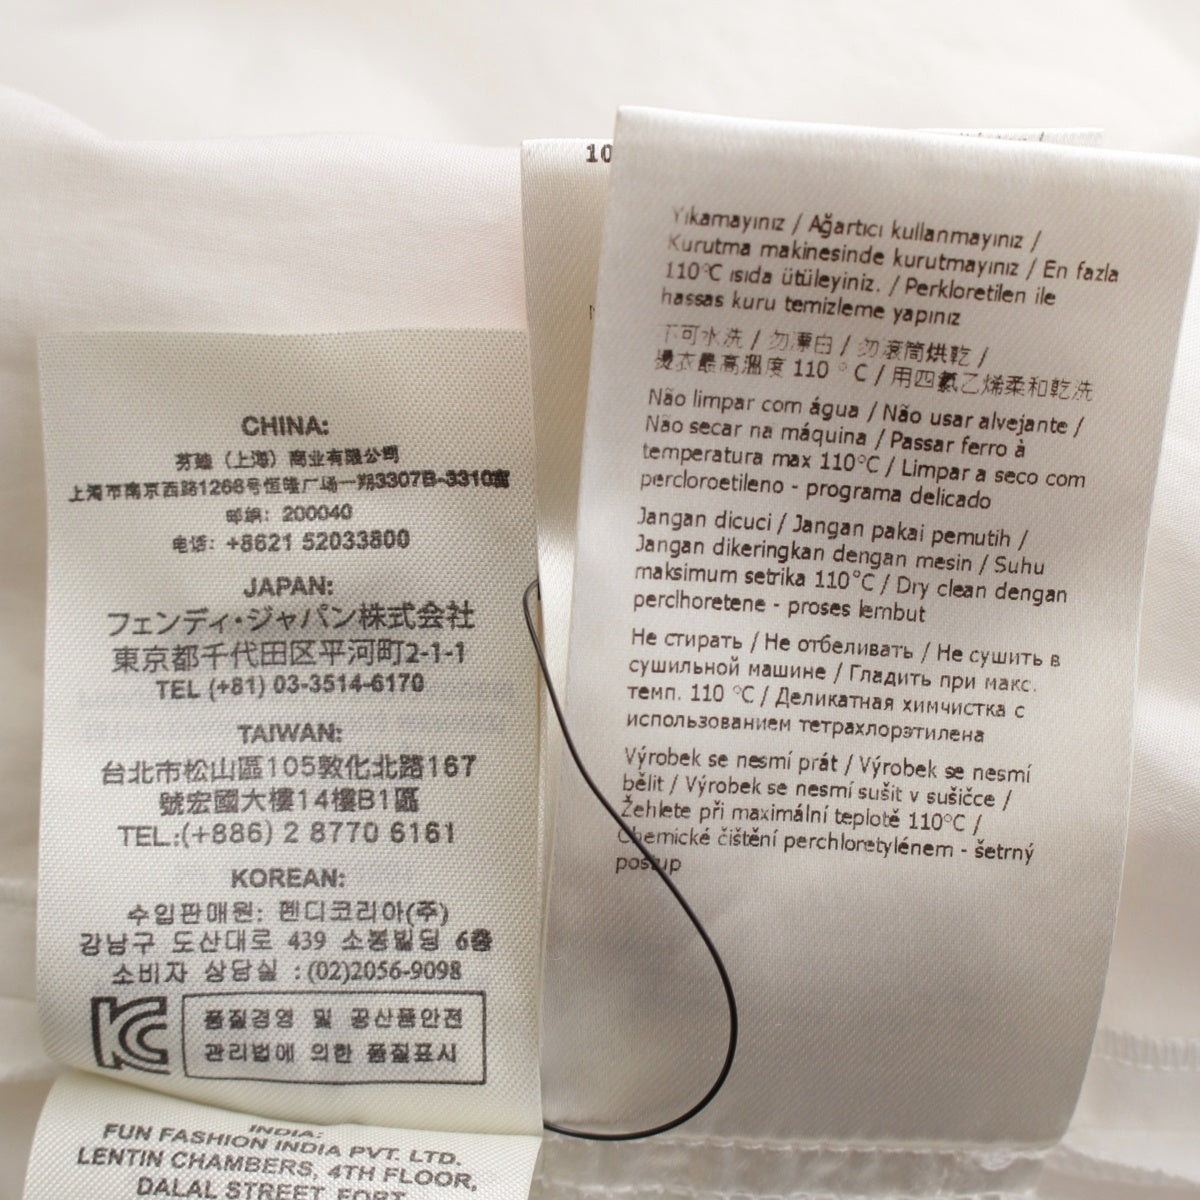 CHINA:
芬迪（上海）商业有限公司
上海市南京西路1266号恒隆广场一期3307B-3310室
邮编: 200040
电话: +8621 52033800
JAPAN:
フェンディ・ジャパン株式会社
東京都千代田区平河町2-1-1
TEL (+81) 03-3514-6170
TAIWAN:
台北市松山區105敦化北路167
號宏國大樓14樓B1區
TEL.:(+886) 2 8770 6161
KOREAN:
수입판매원: 펜디코리아(주)
강남구 도산대로 439 소봉빌딩 6층
소비자 상담실 : (02)2056-9098
KC
품질경영 및 공산품안전
관리법에 의한 품질표시
INDIA:
FUN FASHION INDIA PVT. LTD.
LENTIN CHAMBERS, 4TH FLOOR,
DALAL STREET, FORT
10
Yıkamayınız / Ağartıcı kullanmayınız /
Kurutma makinesinde kurutmayınız / En fazla
110°C ısıda ütüleyiniz. / Perkloretilen ile
hassas kuru temizleme yapınız
不可水洗 / 勿漂白 / 勿滾筒烘乾 /
燙衣最高溫度 110 ° C / 用四氯乙烯柔和乾洗
Não limpar com água / Não usar alvejante /
Não secar na máquina / Passar ferro à
temperatura max 110°C / Limpar a seco com
percloroetileno - programa delicado
Jangan dicuci / Jangan pakai pemutih /
Jangan dikeringkan dengan mesin / Suhu
maksimum setrika 110°C / Dry clean dengan
perclhoretene - proses lembut
Не стирать / Не отбеливать / Не сушить в
сушильной машине / Гладить при макс.
темп. 110 °C / Деликатная химчистка с
использованием тетрахлорэтилена
Výrobek se nesmí prát / Výrobek se nesmí
bělit / Výrobek se nesmí sušit v sušičce /
Žehlete při maximální teplotě 110°C /
Chemické čištění perchloretylénem - šetrný
postup